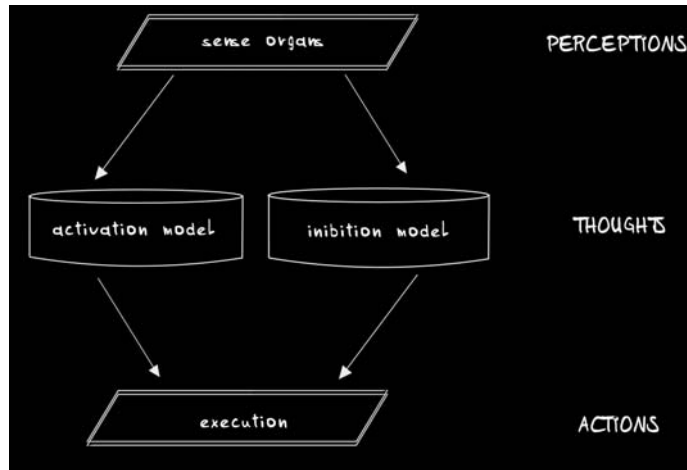 sense organs
PERCEPTIONS
activation model
inibition model
THOUGHTS
execution
ACTIONS